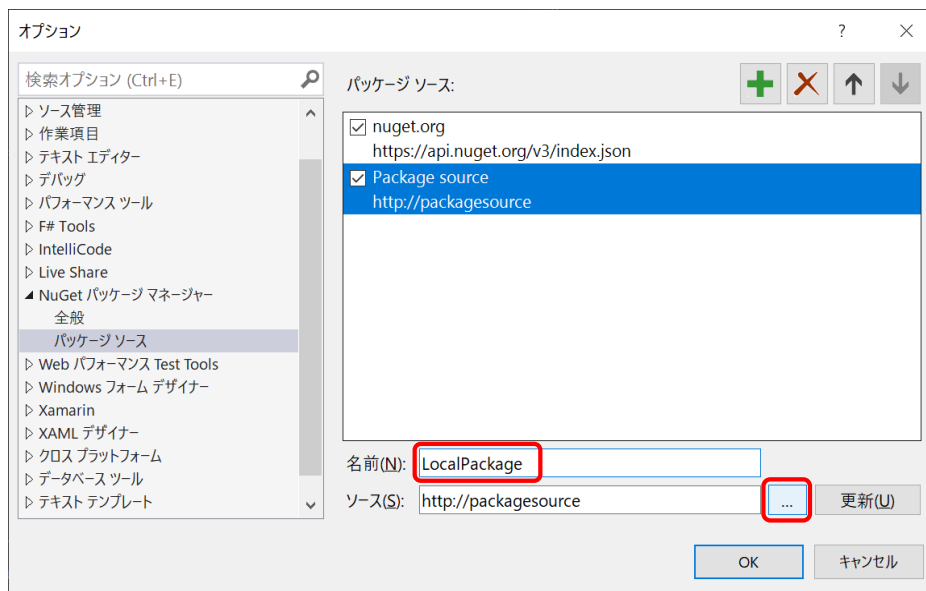 オプション
?
検索オプション (Ctrl+E)
ソース管理
作業項目
テキスト エディター
デバッグ
パフォーマンス ツール
F# Tools
IntelliCode
Live Share
NuGet パッケージ マネージャー
全般
パッケージ ソース
Web パフォーマンス Test Tools
Windows フォーム デザイナー
Xamarin
XAML デザイナー
クロス プラットフォーム
データベース ツール
テキスト テンプレート
パッケージ ソース:
nuget.org
https://api.nuget.org/v3/index.json
Package source
http://packagesource
名前(N): LocalPackage
ソース(S): http://packagesource ... 更新(U)
OK キャンセル